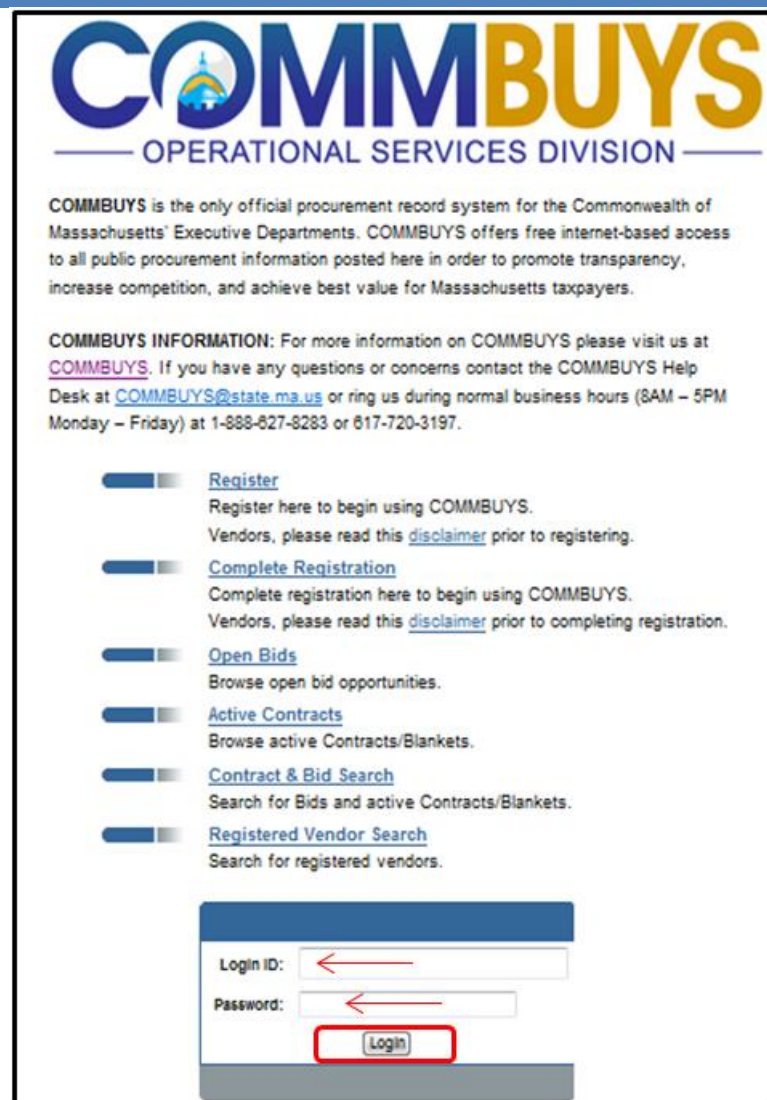 COMMBUYS
OPERATIONAL SERVICES DIVISION
COMMBUYS is the only official procurement record system for the Commonwealth of
Massachusetts' Executive Departments. COMMBUYS offers free internet-based access
to all public procurement information posted here in order to promote transparency,
increase competition, and achieve best value for Massachusetts taxpayers.
COMMBUYS INFORMATION: For more information on COMMBUYS please visit us at
COMMBUYS. If you have any questions or concerns contact the COMMBUYS Help
Desk at COMMBUYS@state.ma.us or ring us during normal business hours (8AM – 5PM
Monday – Friday) at 1-888-627-8283 or 617-720-3197.
Register
Register here to begin using COMMBUYS.
Vendors, please read this disclaimer prior to registering.
Complete Registration
Complete registration here to begin using COMMBUYS.
Vendors, please read this disclaimer prior to completing registration.
Open Bids
Browse open bid opportunities.
Active Contracts
Browse active Contracts/Blankets.
Contract & Bid Search
Search for Bids and active Contracts/Blankets.
Registered Vendor Search
Search for registered vendors.
Login ID:
Password:
Login